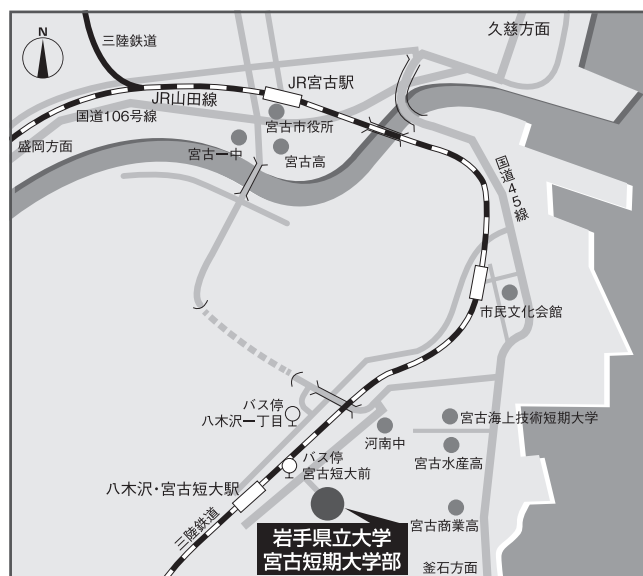 N
三陸鉄道
久慈方面
JR宮古駅
JR山田線
国道106号線
宮古市役所
盛岡方面
宮古一中
宮古高
国道45線
市民文化会館
バス停
八木沢一丁目
宮古海上技術短期大学
河南中
バス停
宮古短大前
宮古水産高
八木沢・宮古短大駅
宮古商業高
三陸鉄道
岩手県立大学
宮古短期大学部
釜石方面